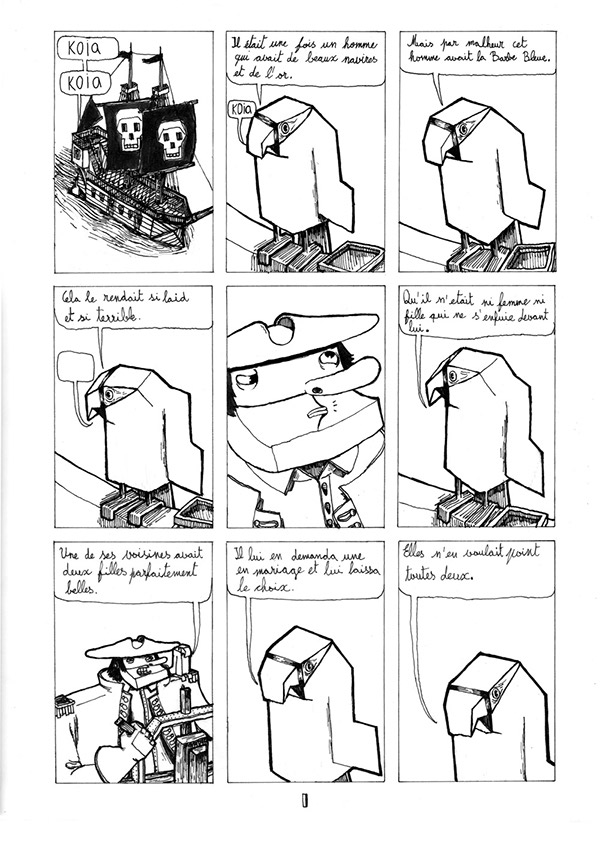 KOIA
KOIA
Il était une fois un homme
qui avait de beaux navires
et de l'or.
KOIA
Mais par malheur cet
homme avait la Barbe Bleue.
Cela le rendait si laid
et si terrible.
Qu'il n'etait ni femme ni
fille qui ne s'enfuie devant
lui.
Une de ses voisines avait
deux filles parfaitement
belles.
Il lui en demanda une
en mariage et lui laissa
le choix.
Elles n'en voulait point
toutes deux.
1